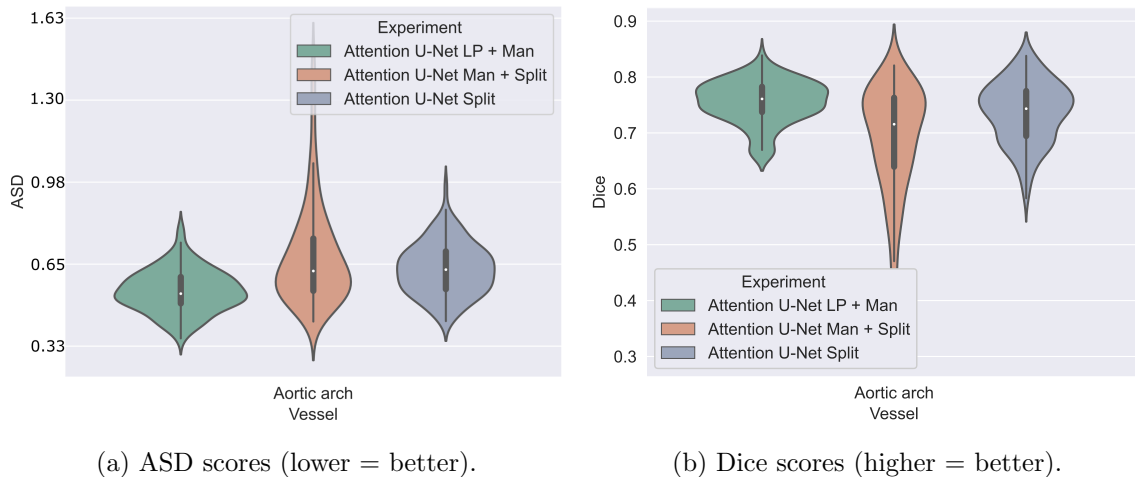 1.63
1.30
0.98
0.65
0.33
ASD
Experiment
Attention U-Net LP + Man
Attention U-Net Man + Split
Attention U-Net Split
Aortic arch
Vessel
(a) ASD scores (lower = better).
0.9
0.8
0.7
0.6
0.5
0.4
0.3
Dice
Experiment
Attention U-Net LP + Man
Attention U-Net Man + Split
Attention U-Net Split
Aortic arch
Vessel
(b) Dice scores (higher = better).